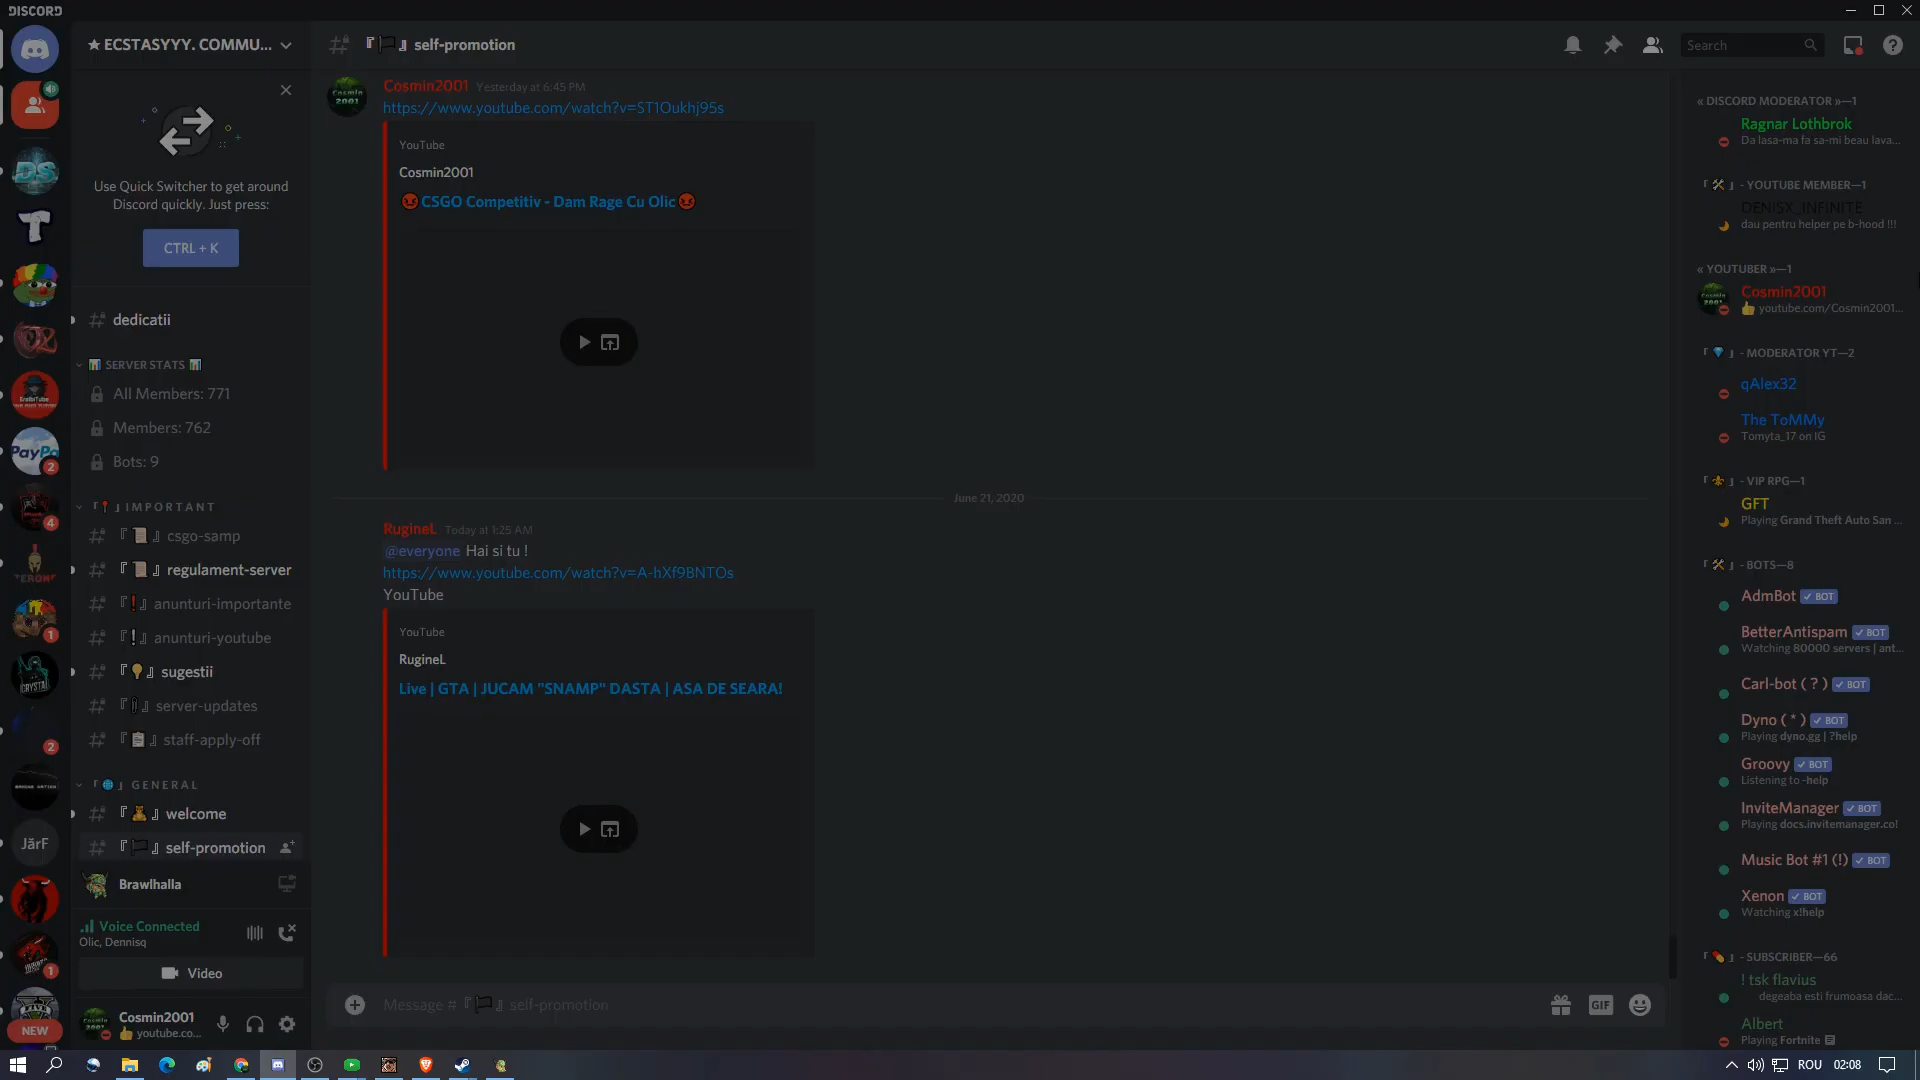 DISCORD
★ ECSTASYYY. COMMU...
『🏴』 self-promotion
Search
Use Quick Switcher to get around
Discord quickly. Just press:
CTRL + K
dedicatii
📊 SERVER STATS 📊
All Members: 771
Members: 762
Bots: 9
『📍』IMPORTANT
『📜』 csgo-samp
『📜』 regulament-server
『❗』 anunturi-importante
『❕』 anunturi-youtube
『💡』 sugestii
server-updates
『📋』 staff-apply-off
『🌐』 GENERAL
『🧸』 welcome
『🏴』 self-promotion
Brawlhalla
Voice Connected
Olic, Dennisq
Video
Cosmin2001
👍 youtube.co...
DS
PayPa
2
4
1
CRYSTAL
2
JărF
1
NEW
Cosmin2001 Yesterday at 6:45 PM
https://www.youtube.com/watch?v=ST1Oukhj95s
YouTube
Cosmin2001
😡CSGO Competitiv - Dam Rage Cu Olic😡
June 21, 2020
RugineL Today at 1:25 AM
@everyone Hai si tu !
https://www.youtube.com/watch?v=A-hXf9BNTOs
YouTube
YouTube
RugineL
Live | GTA | JUCAM "SNAMP" DASTA | ASA DE SEARA!
Message # 『🏴』 self-promotion
GIF
« DISCORD MODERATOR »—1
Ragnar Lothbrok
Da lasa-ma fa sa-mi beau lava...
『🛠』 - YOUTUBE MEMBER—1
DENISX_INFINITE
dau pentru helper pe b-hood !!!
« YOUTUBER »—1
Cosmin2001
👍 youtube.com/Cosmin2001...
『💎』 - MODERATOR YT—2
qAlex32
The ToMMy
Tomyta_17 on IG
『⚜』 - VIP RPG—1
GFT
Playing Grand Theft Auto San ...
『🛠』 - BOTS—8
AdmBot ✓ BOT
BetterAntispam ✓ BOT
Watching 80000 servers | ant...
Carl-bot ( ? ) ✓ BOT
Dyno ( * ) ✓ BOT
Playing dyno.gg | ?help
Groovy ✓ BOT
Listening to -help
InviteManager ✓ BOT
Playing docs.invitemanager.co!
Music Bot #1 (!) ✓ BOT
Xenon ✓ BOT
Watching x!help
『💊』 - SUBSCRIBER—66
! tsk flavius
degeaba esti frumoasa dac...
Albert
Playing Fortnite
ROU
02:08